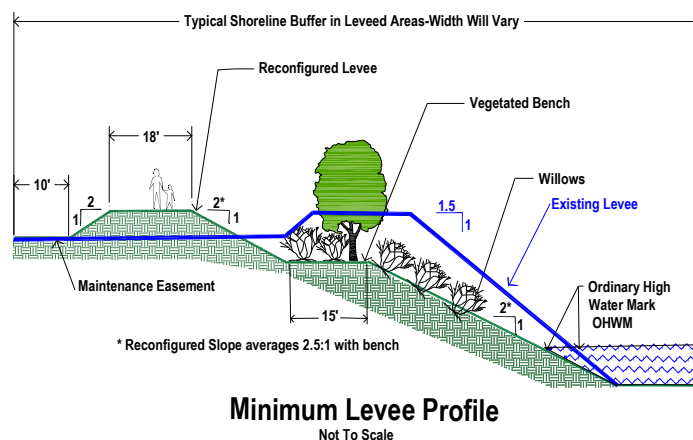 Typical Shoreline Buffer in Leveed Areas-Width Will Vary
Reconfigured Levee
Vegetated Bench
18'
10'
2
1
2*
1
1.5
1
Willows
Existing Levee
Maintenance Easement
15'
2*
1
Ordinary High
Water Mark
OHWM
* Reconfigured Slope averages 2.5:1 with bench
Minimum Levee Profile
Not To Scale